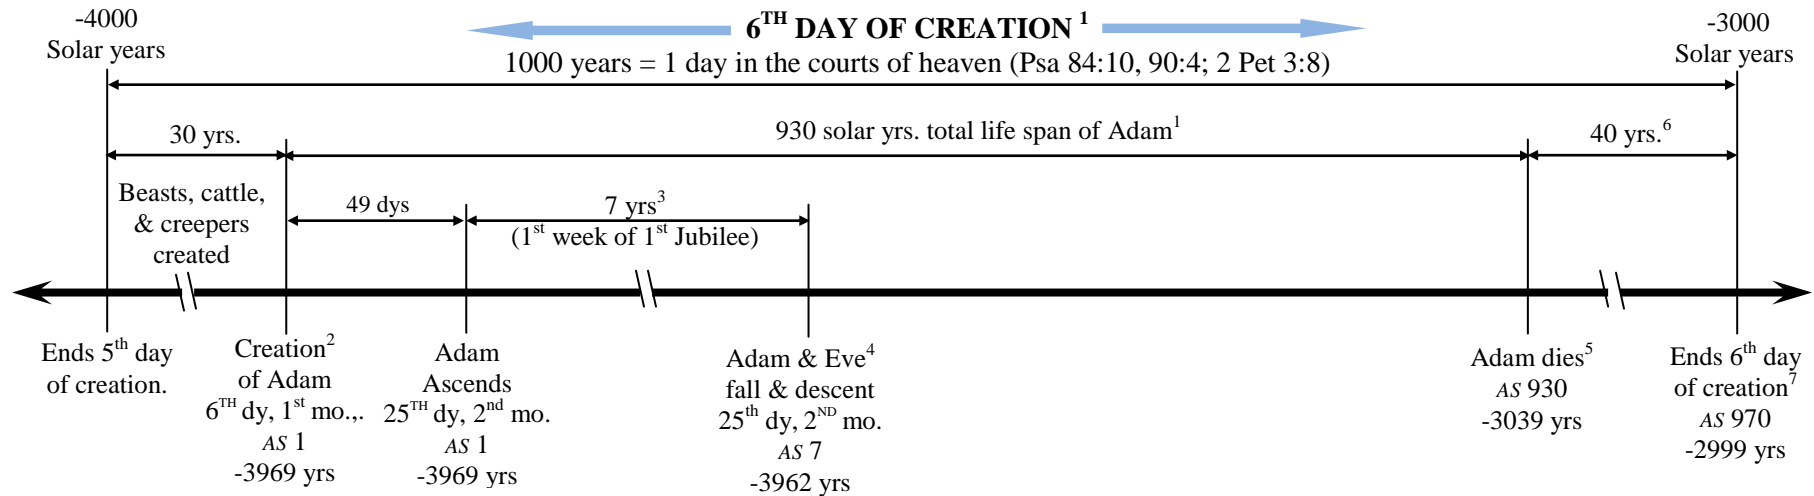 -4000
Solar years
6TH DAY OF CREATION 1
1000 years = 1 day in the courts of heaven (Psa 84:10, 90:4; 2 Pet 3:8)
-3000
Solar years
30 yrs.
930 solar yrs. total life span of Adam1
40 yrs.6
Beasts, cattle,
& creepers
created
49 dys
7 yrs3
(1st week of 1st Jubilee)
Ends 5th day
of creation.
Creation2
of Adam
6TH dy, 1st mo.,.
AS 1
-3969 yrs
Adam
Ascends
25TH dy, 2nd mo.
AS 1
-3969 yrs
Adam & Eve4
fall & descent
25th dy, 2ND mo.
AS 7
-3962 yrs
Adam dies5
AS 930
-3039 yrs
Ends 6th day
of creation7
AS 970
-2999 yrs